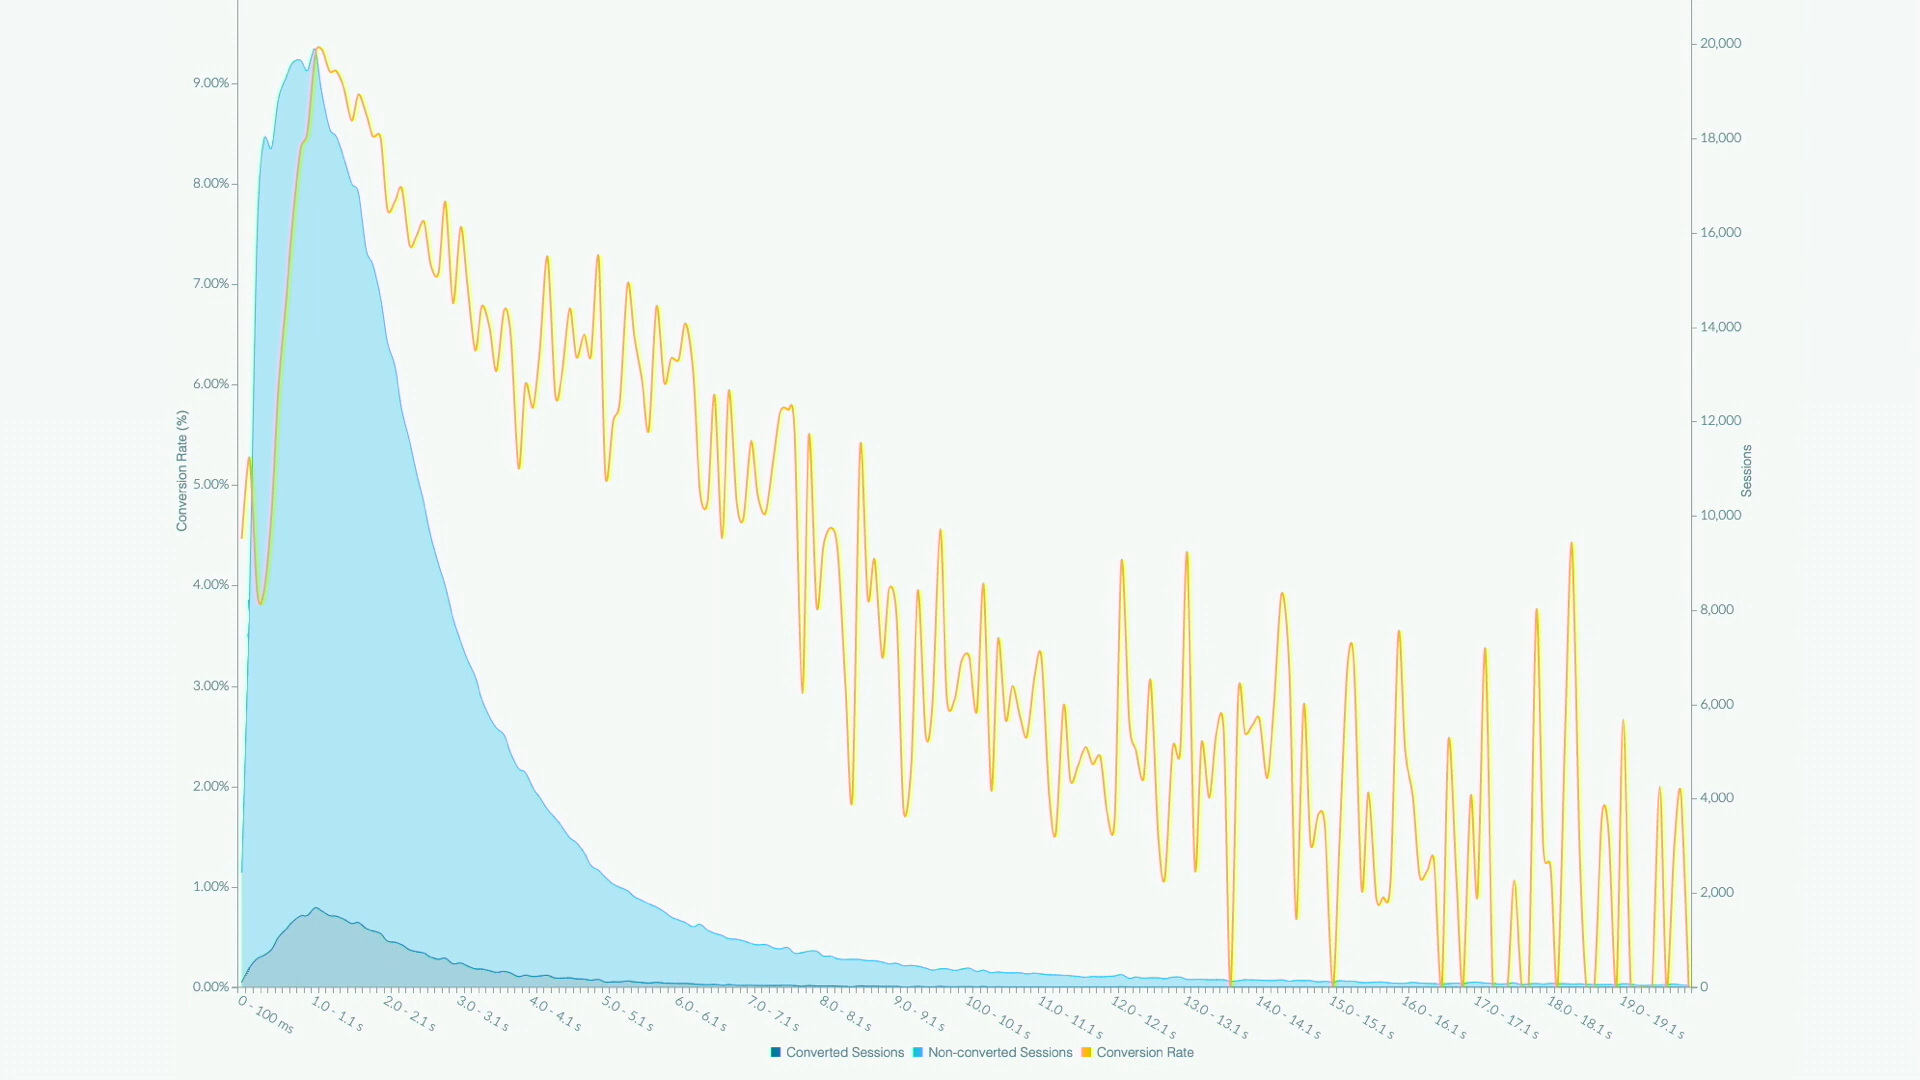 20,000
9.00%
18,000
8.00%
16,000
7.00%
14,000
6.00%
12,000
Conversion Rate (%)
Sessions
5.00%
10,000
4.00%
8,000
3.00%
6,000
2.00%
4,000
1.00%
2,000
0.00%
0
0 - 100 ms
1.0 - 1.1 s
2.0 - 2.1 s
3.0 - 3.1 s
4.0 - 4.1 s
5.0 - 5.1 s
6.0 - 6.1 s
7.0 - 7.1 s
8.0 - 8.1 s
9.0 - 9.1 s
10.0 - 10.1 s
11.0 - 11.1 s
12.0 - 12.1 s
13.0 - 13.1 s
14.0 - 14.1 s
15.0 - 15.1 s
16.0 - 16.1 s
17.0 - 17.1 s
18.0 - 18.1 s
19.0 - 19.1 s
Converted Sessions Non-converted Sessions Conversion Rate